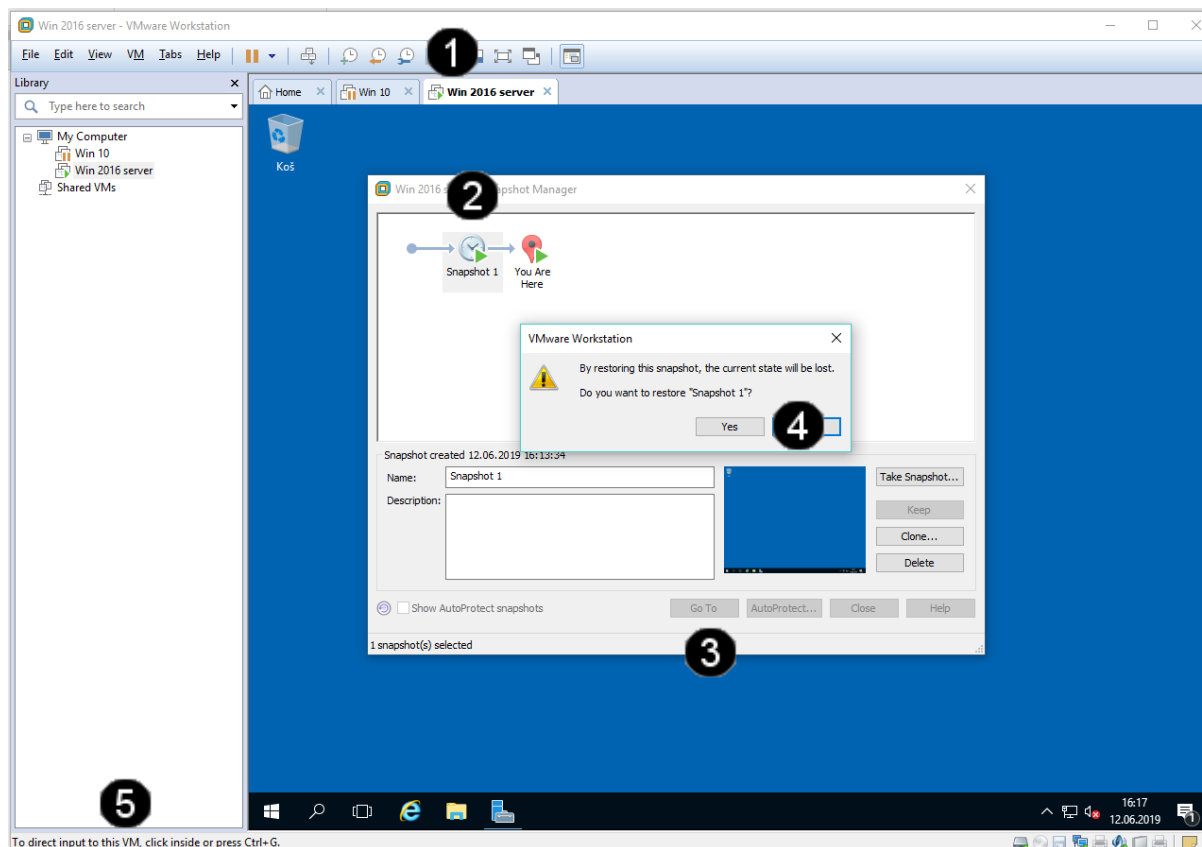 Win 2016 server - VMware Workstation
File Edit View VM Tabs Help
1
Library
Type here to search
My Computer
Win 10
Win 2016 server
Shared VMs
Home Win 10 Win 2016 server
Koš
Win 2016 2 pshot Manager
Snapshot 1
You Are
Here
VMware Workstation
By restoring this snapshot, the current state will be lost.
Do you want to restore "Snapshot 1"?
Yes 4
Snapshot created 12.06.2019 16:13:34
Name: Snapshot 1
Description:
Take Snapshot...
Keep
Clone...
Delete
Show AutoProtect snapshots
Go To AutoProtect... Close Help
1 snapshot(s) selected
3
5
16:17
12.06.2019
1
To direct input to this VM, click inside or press Ctrl+G.